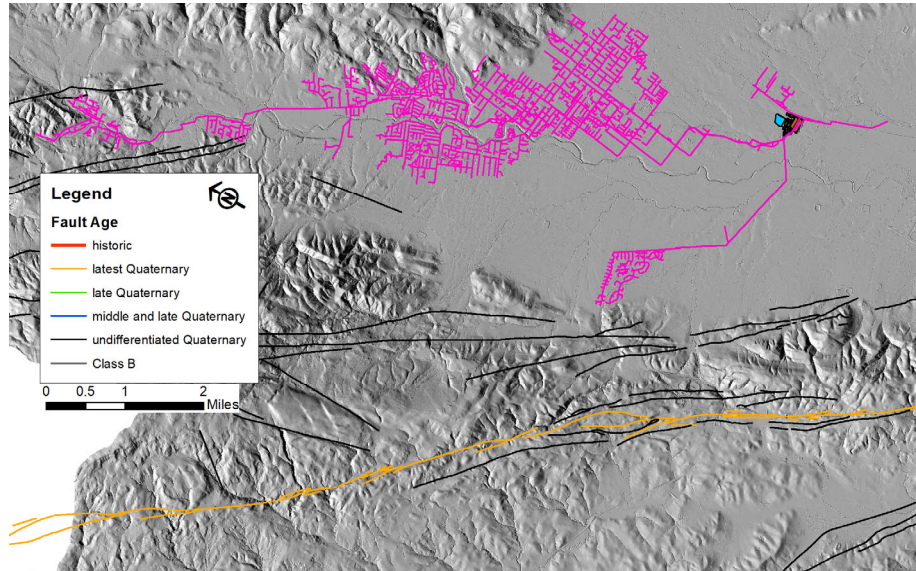 Legend
N
Fault Age
historic
latest Quaternary
late Quaternary
middle and late Quaternary
undifferentiated Quaternary
Class B
0 0.5 1 2
Miles